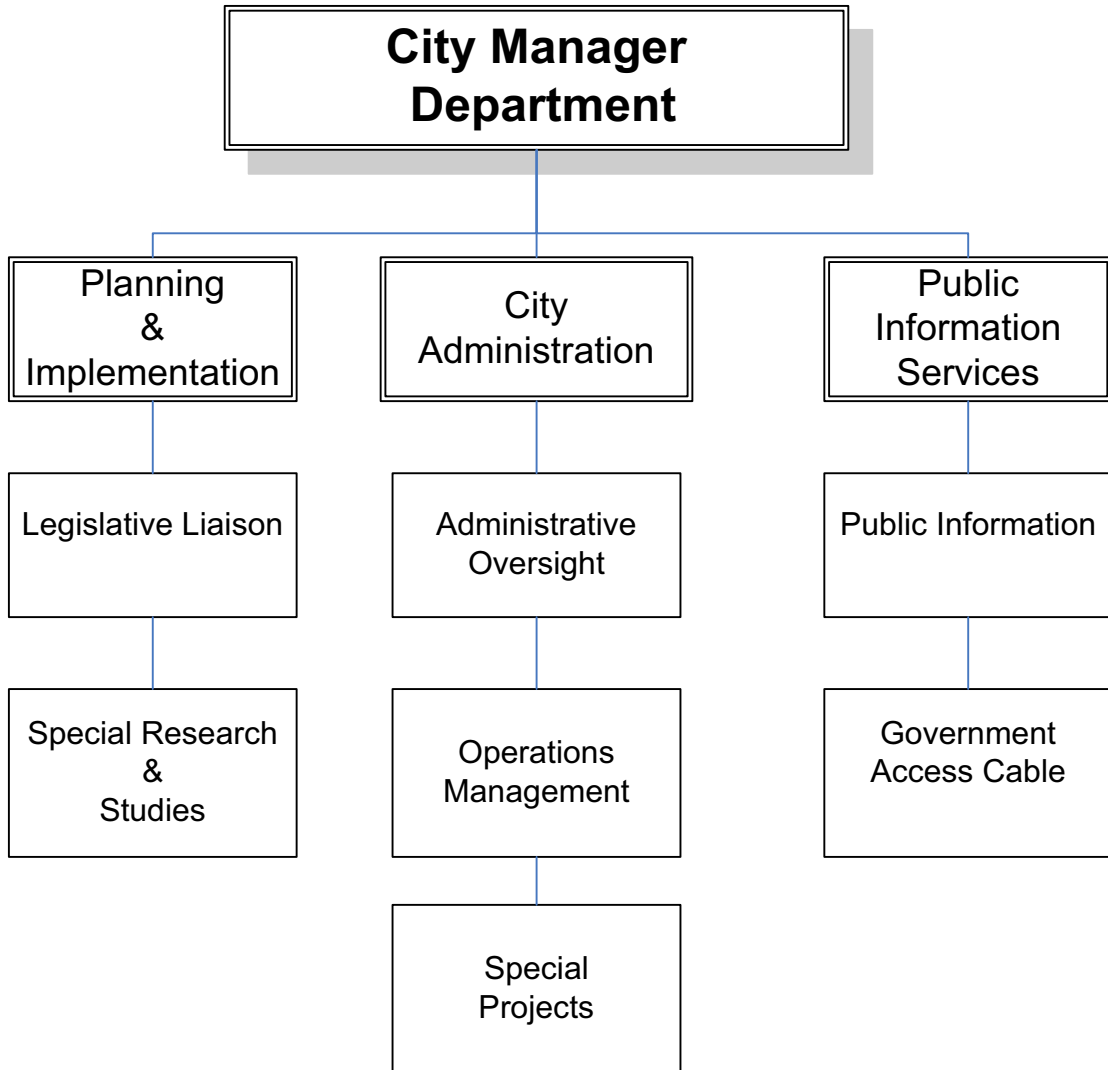 City Manager
Department
Planning
&
Implementation
City
Administration
Public
Information
Services
Legislative Liaison
Administrative
Oversight
Public Information
Special Research
&
Studies
Operations
Management
Government
Access Cable
Special
Projects